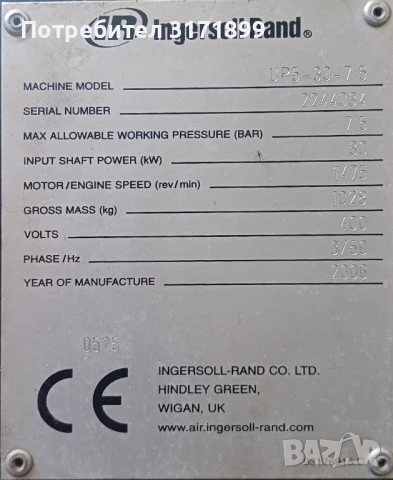 Потребител 3171899
IR Ingersoll-Rand®
MACHINE MODEL UP5-30-7.5
SERIAL NUMBER 2244034
MAX ALLOWABLE WORKING PRESSURE (BAR) 7.5
INPUT SHAFT POWER (kW) 30
MOTOR/ENGINE SPEED (rev/min) 1475
GROSS MASS (kg) 1028
VOLTS 400
PHASE/Hz 3/50
YEAR OF MANUFACTURE 2006
0525
CE
INGERSOLL-RAND CO. LTD.
HINDLEY GREEN,
WIGAN, UK
www.air.ingersoll-rand.com
BAZAR